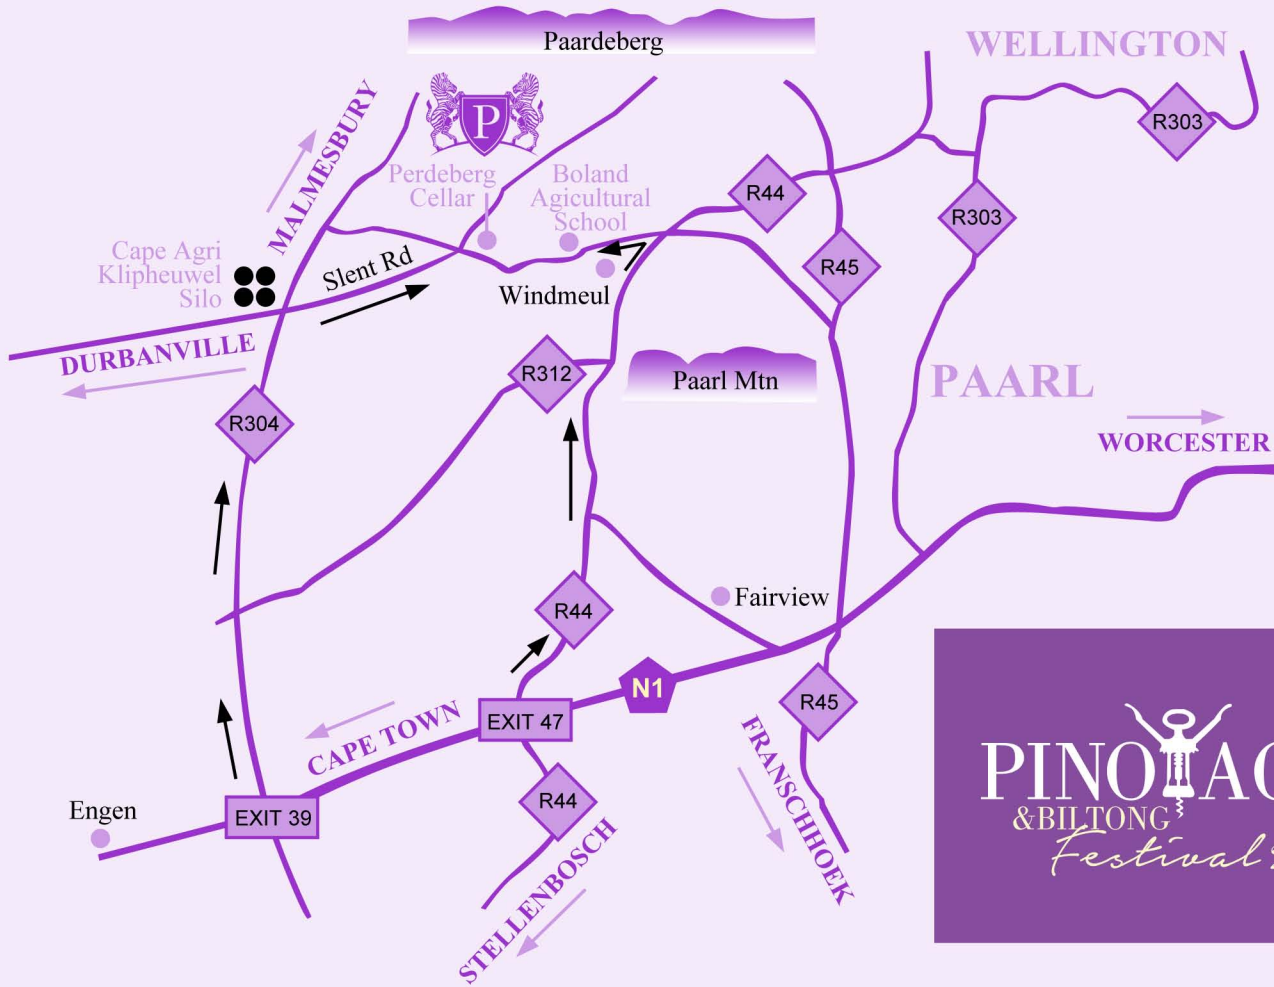 Paardeberg
WELLINGTON
MALMESBURY
P
R303
Perdeberg
Cellar
Boland
Agicultural
School
R44
R303
Cape Agri
Klipheuwel
Silo
Slent Rd
R45
Windmeul
DURBANVILLE
R312
Paarl Mtn
PAARL
R304
WORCESTER
R44
Fairview
N1
R45
EXIT 47
CAPE TOWN
FRANSCHHOEK
Engen
EXIT 39
R44
STELLENBOSCH
PINOTAG
&BILTONG
Festival